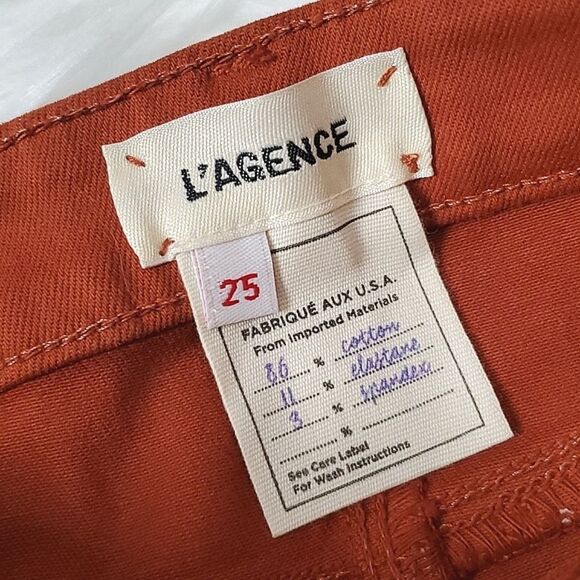 L'AGENCE
25
FABRIQUÉ AUX U.S.A.
From Imported Materials
86 % cotton
11 % elastane
3 % spandex
%
See Care Label
For Wash Instructions